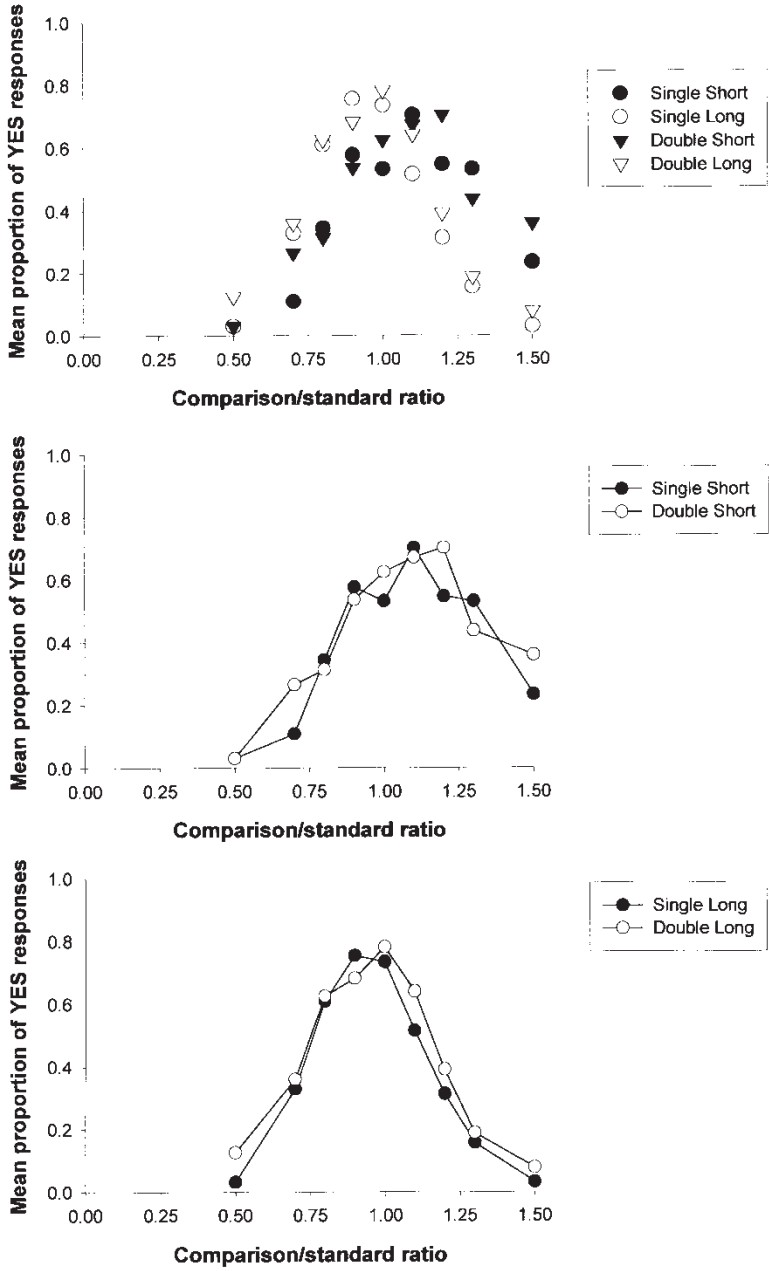 Mean proportion of YES responses
1.0
0.8
0.6
0.4
0.2
0.0
0.00 0.25 0.50 0.75 1.00 1.25 1.50
Comparison/standard ratio
Single Short
Single Long
Double Short
Double Long
Mean proportion of YES responses
1.0
0.8
0.6
0.4
0.2
0.0
0.00 0.25 0.50 0.75 1.00 1.25 1.50
Comparison/standard ratio
Single Short
Double Short
Mean proportion of YES responses
1.0
0.8
0.6
0.4
0.2
0.0
0.00 0.25 0.50 0.75 1.00 1.25 1.50
Comparison/standard ratio
Single Long
Double Long